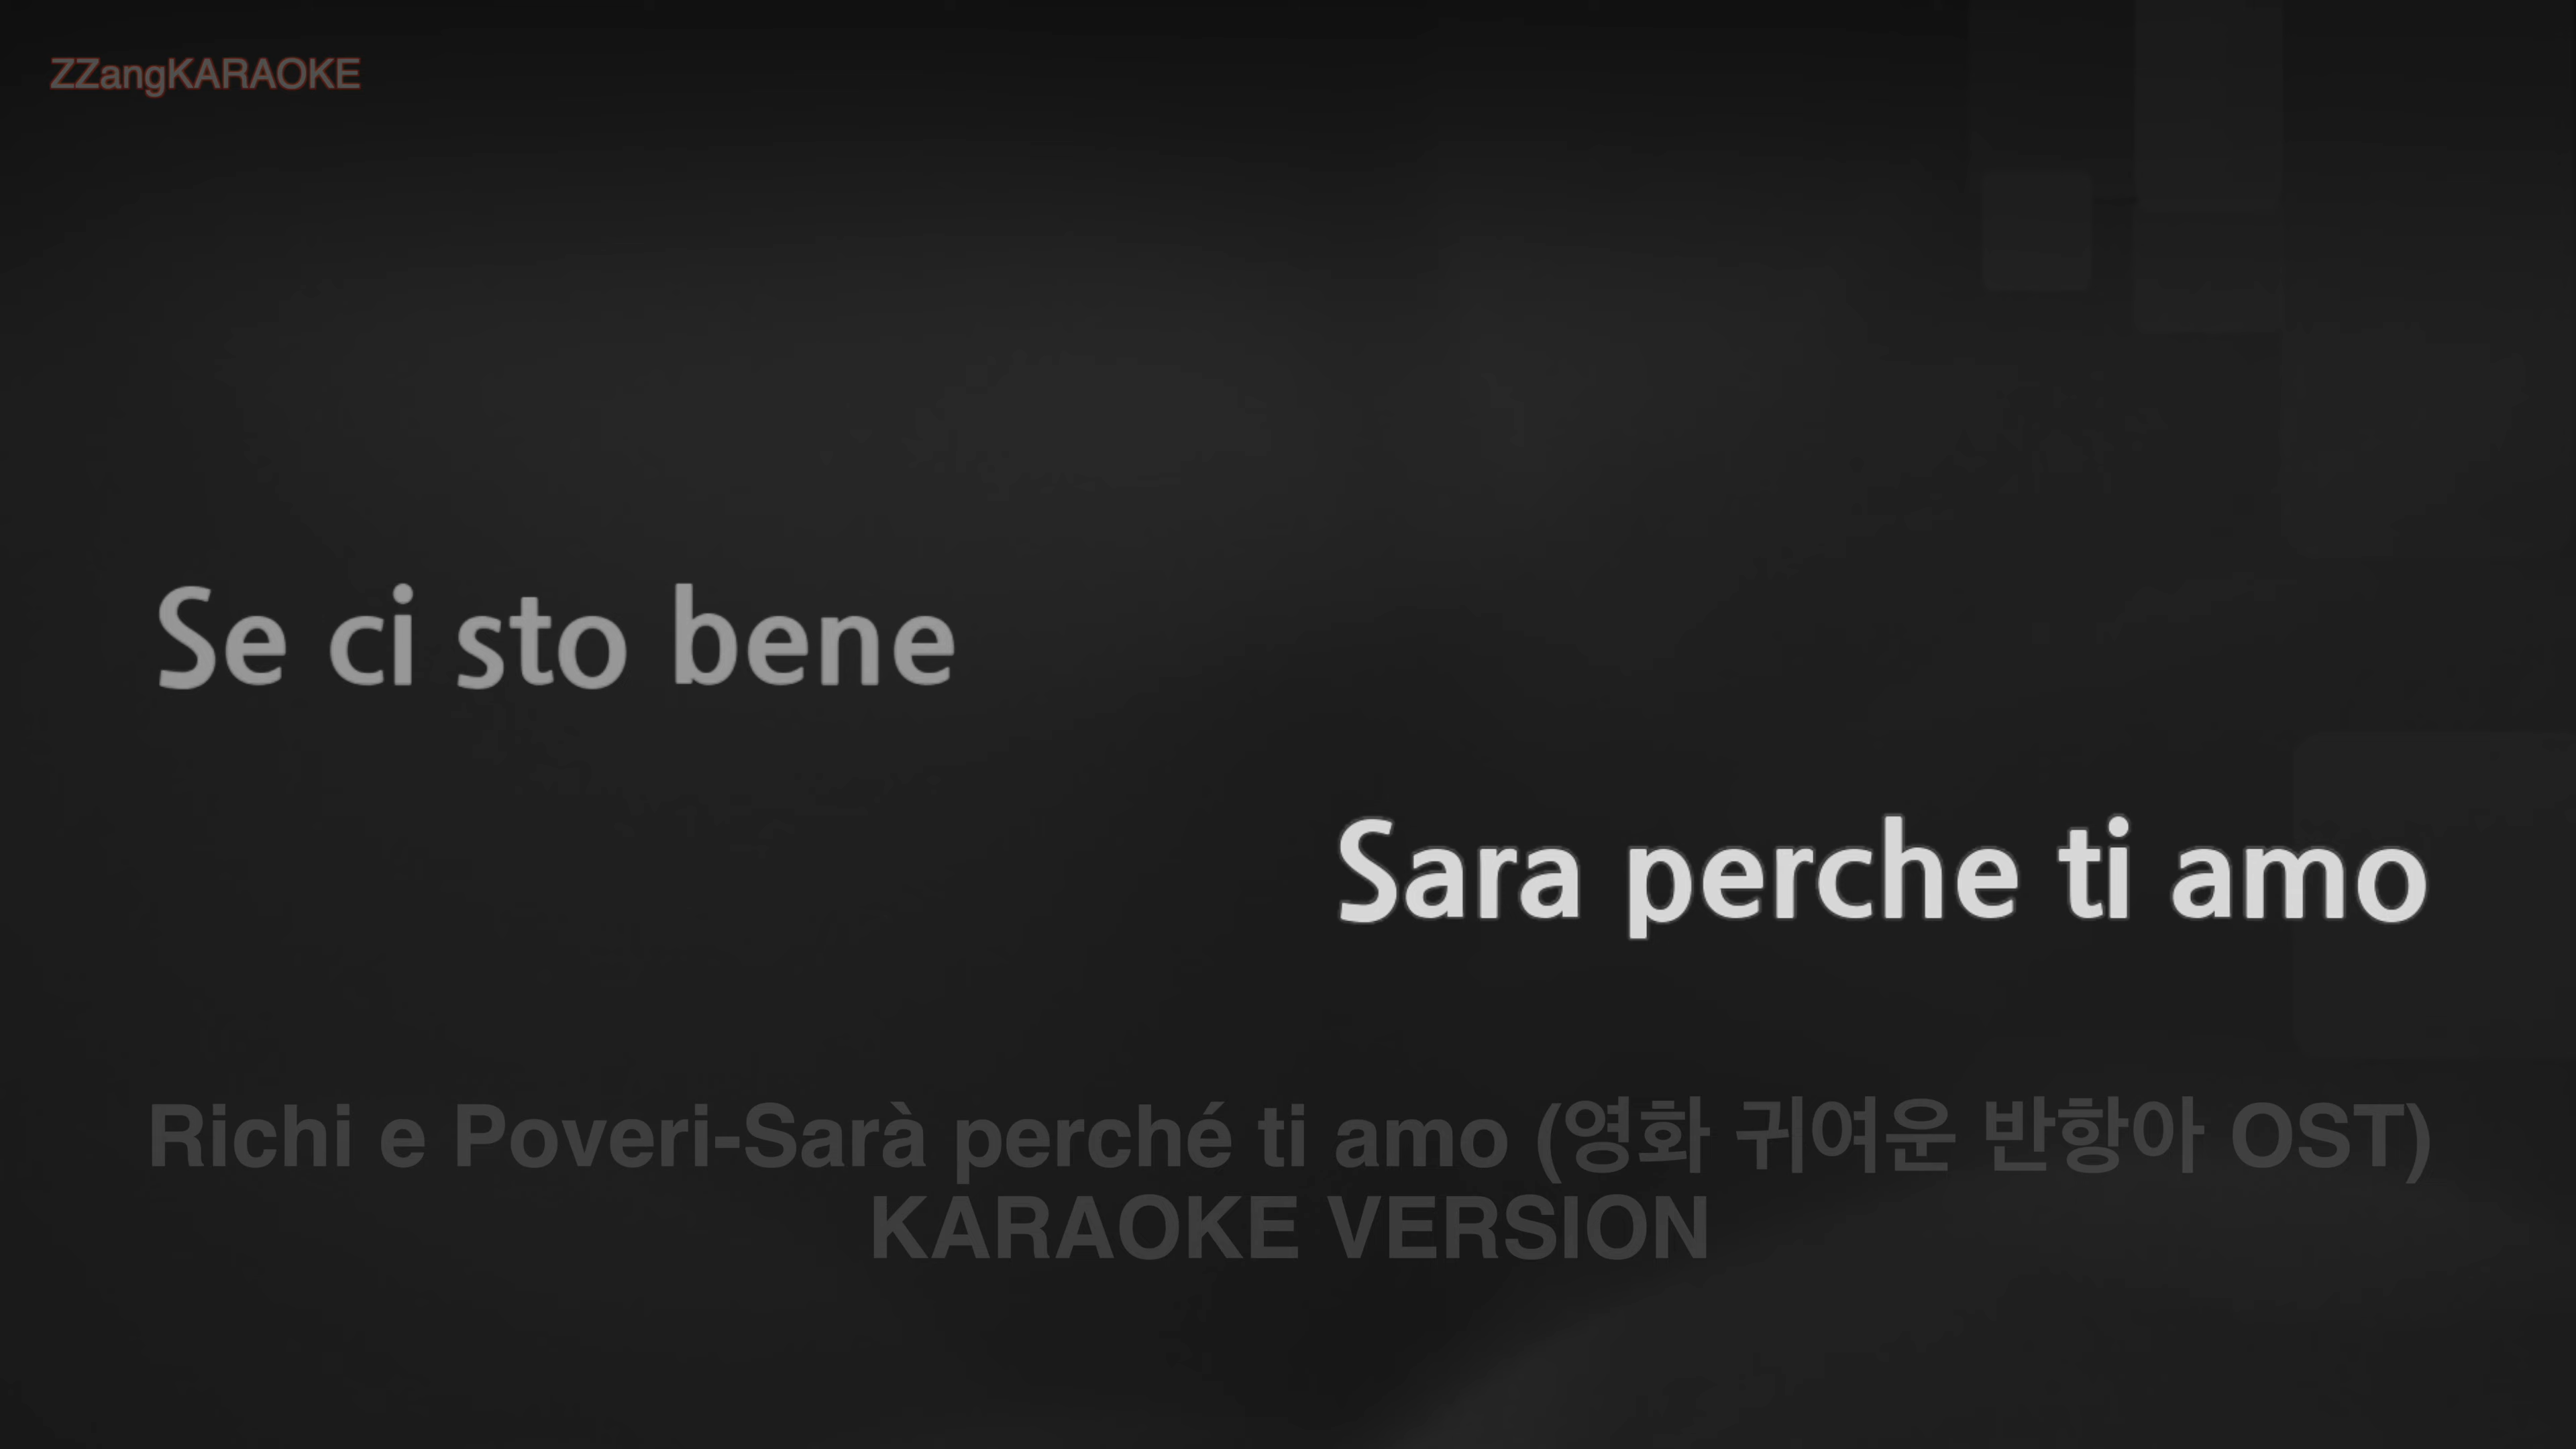 ZZangKARAOKE
Se ci sto bene
Sara perche ti amo
Richi e Poveri-Sarà perché ti amo (영화 귀여운 반항아 OST)
KARAOKE VERSION